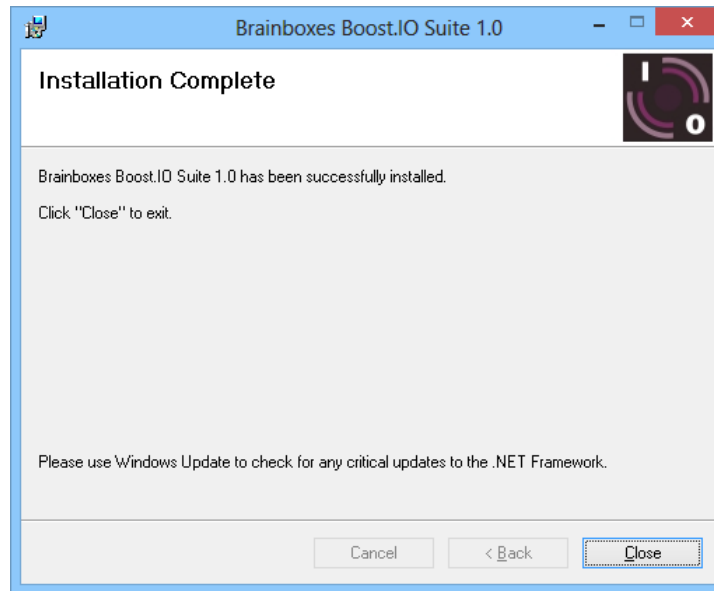 Brainboxes Boost.IO Suite 1.0
Installation Complete
I
O
Brainboxes Boost.IO Suite 1.0 has been successfully installed.
Click "Close" to exit.
Please use Windows Update to check for any critical updates to the .NET Framework.
Cancel
< Back
Close